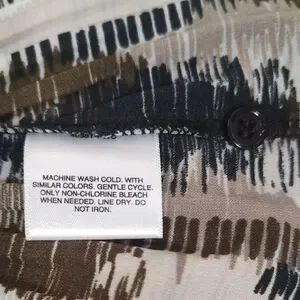 MACHINE WASH COLD. WITH
SIMILAR COLORS. GENTLE CYCLE.
ONLY NON-CHLORINE BLEACH
WHEN NEEDED. LINE DRY. DO
NOT IRON.